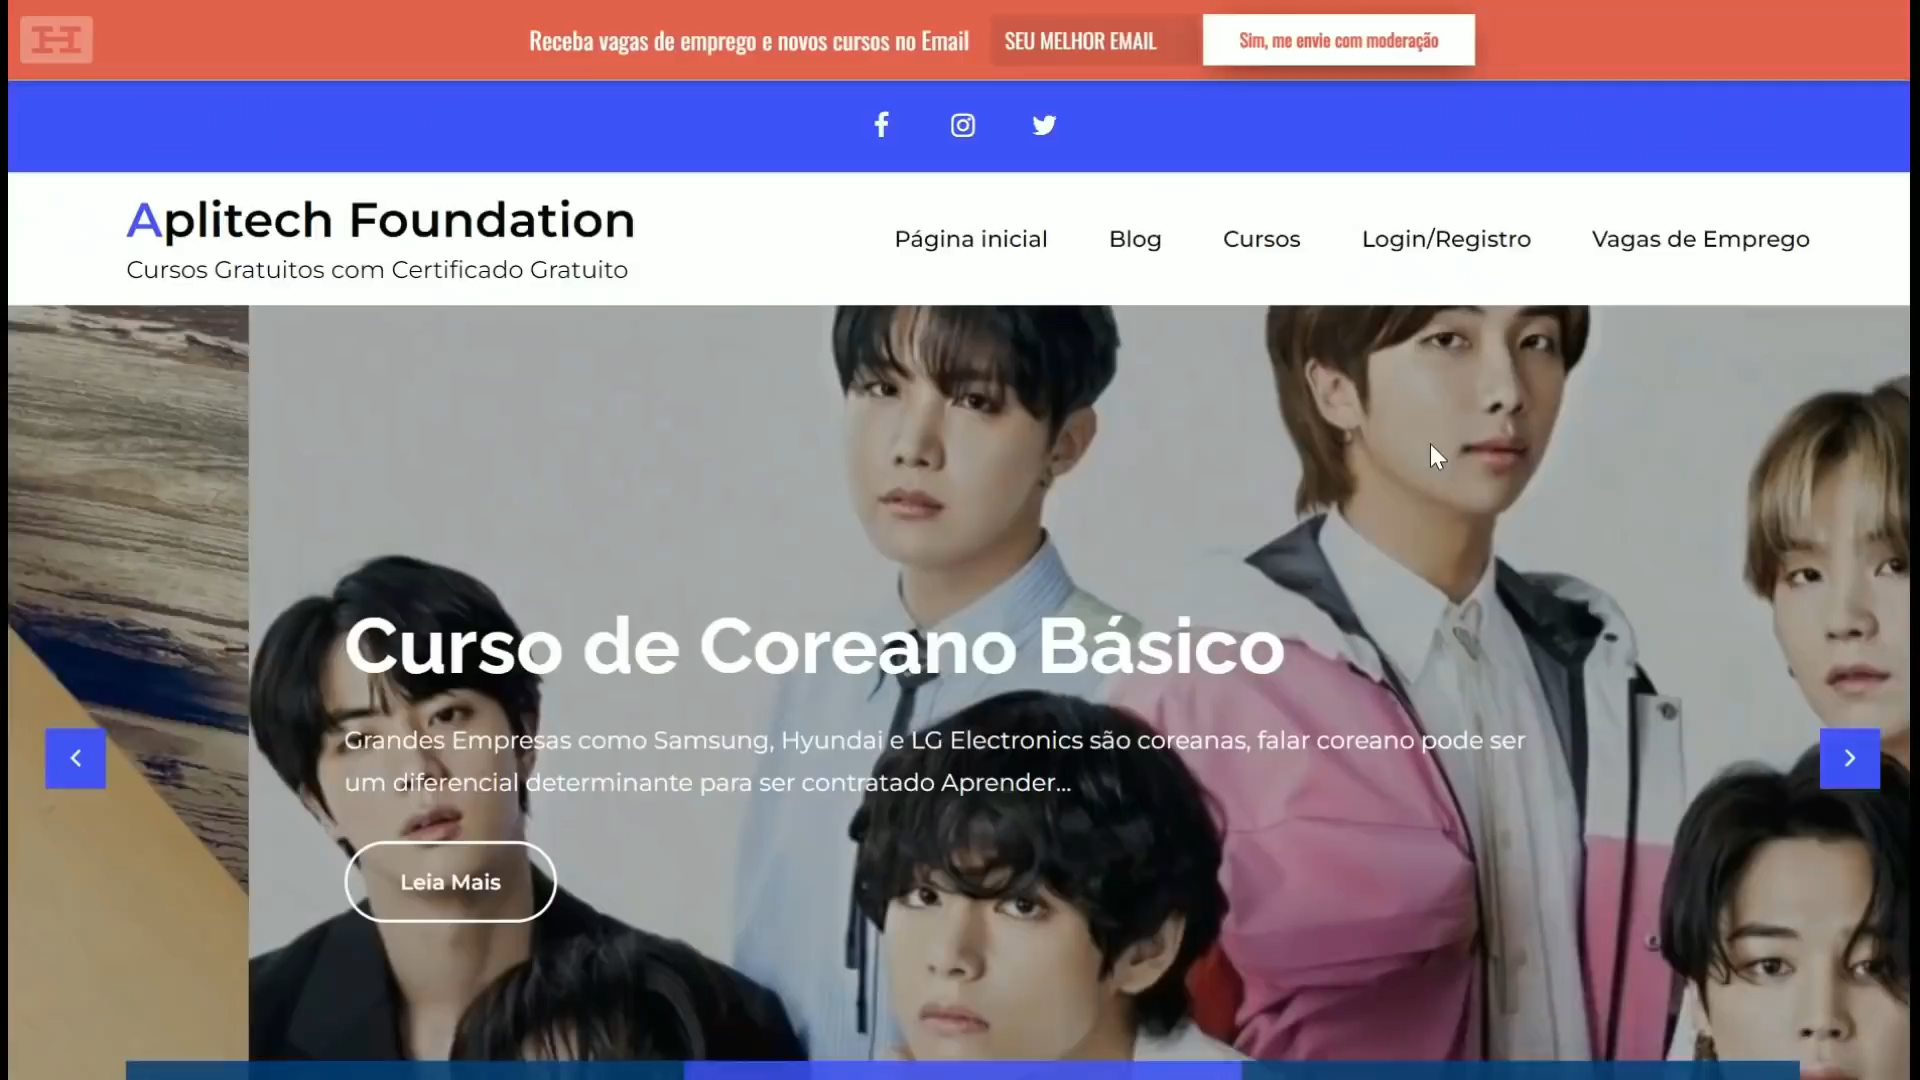 H
Receba vagas de emprego e novos cursos no Email
SEU MELHOR EMAIL
Sim, me envie com moderação
Aplitech Foundation
Cursos Gratuitos com Certificado Gratuito
Página inicial
Blog
Cursos
Login/Registro
Vagas de Emprego
Curso de Coreano Básico
Grandes Empresas como Samsung, Hyundai e LG Electronics são coreanas, falar coreano pode ser
um diferencial determinante para ser contratado Aprender...
Leia Mais